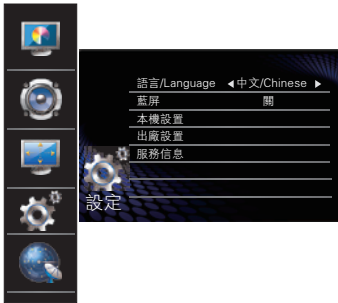 語言/Language ◀中文/Chinese ▶
藍屏 關
本機設置
出廠設置
服務信息
設定